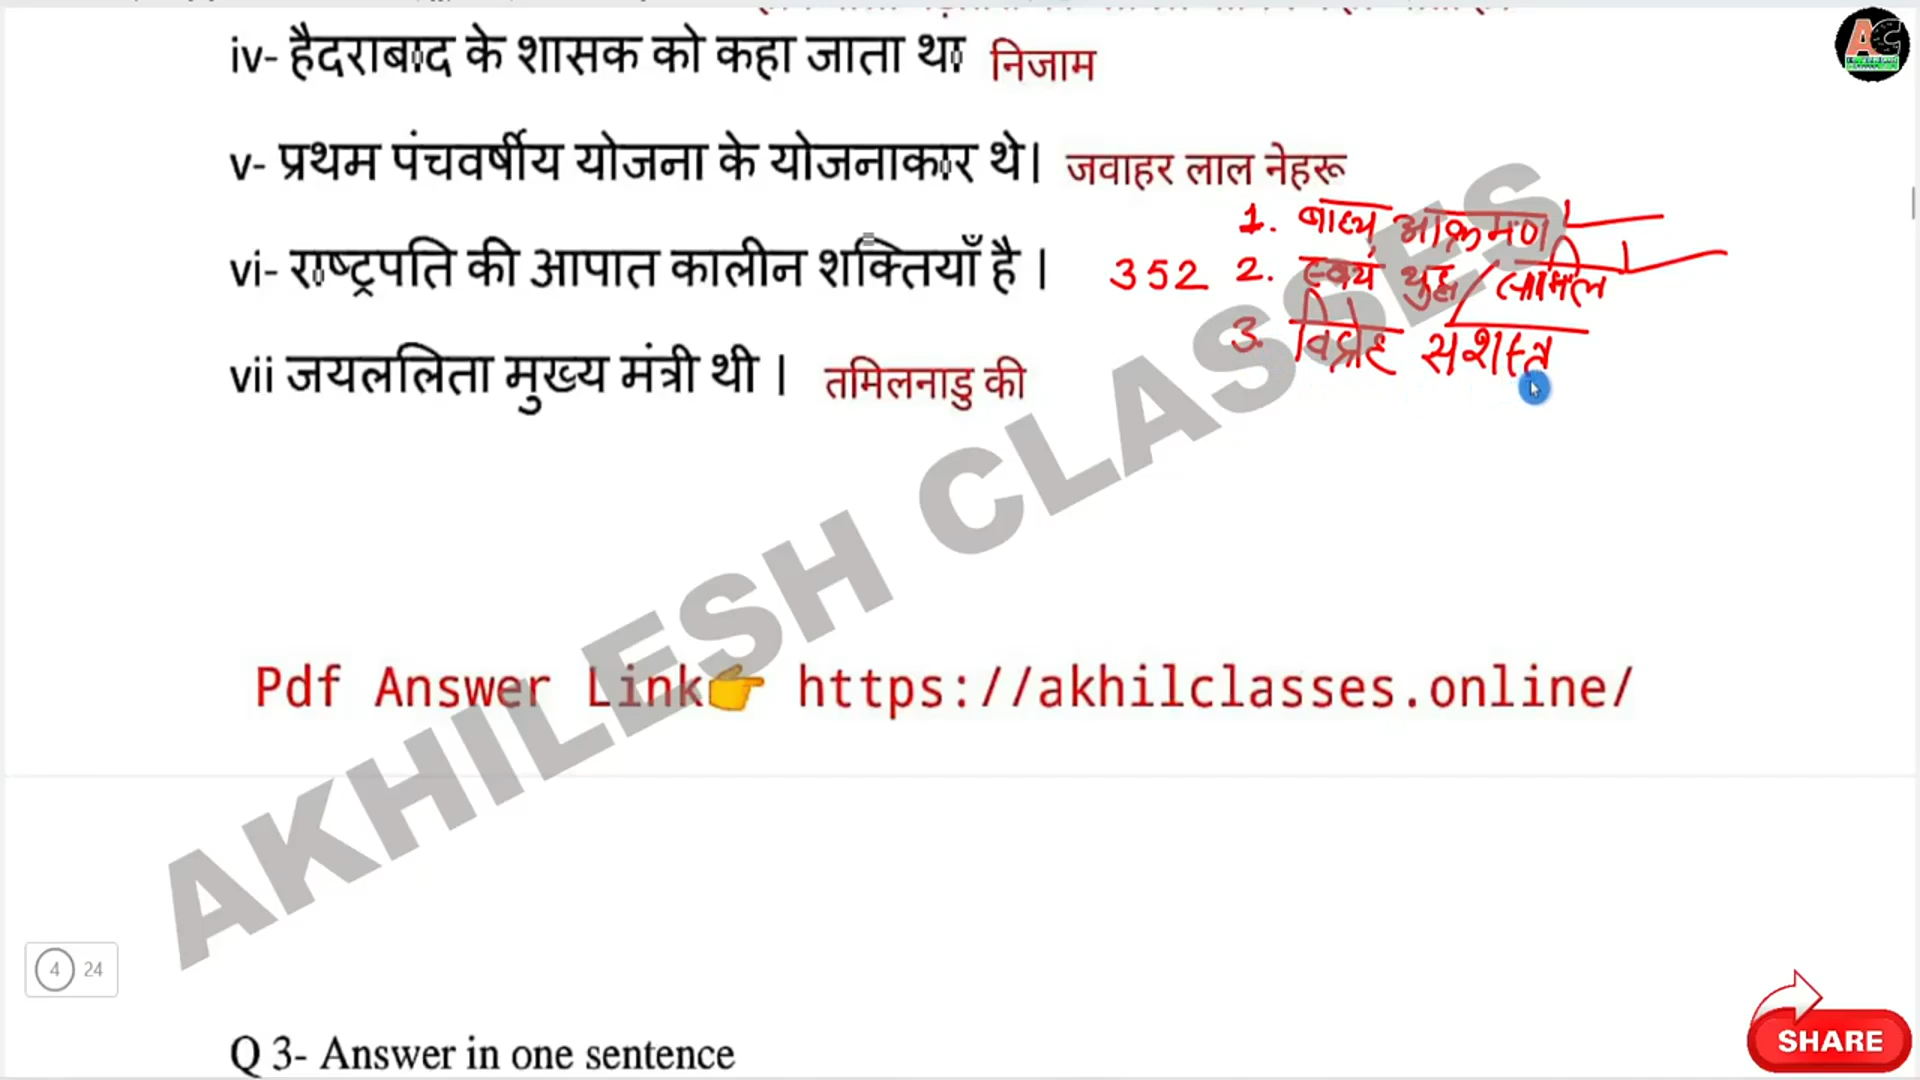 iv- हैदराबाद के शासक को कहा जाता था निजाम
v- प्रथम पंचवर्षीय योजना के योजनाकार थे। जवाहर लाल नेहरू
1. बाध्य आक्रमण
vi- राष्ट्रपति की आपात कालीन शक्तियाँ है । 352 2. स्वयं युद्ध / सामिल
3. विद्रोह सशस्त्र
vii जयललिता मुख्य मंत्री थी । तमिलनाडु की
AKHILESH CLASSES
Pdf Answer Link👉 https://akhilclasses.online/
4 24
SHARE
Q 3- Answer in one sentence